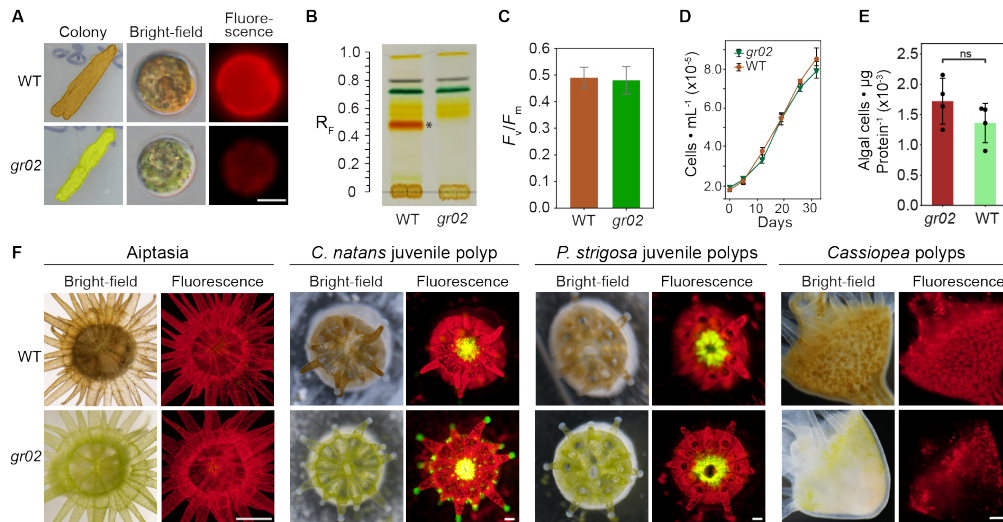 A
Colony
Bright-field
Fluore-
scence
WT
gr02
B
1.0
0.8
0.6
RF
0.4
0.2
0
*
WT
gr02
C
0.6
0.5
0.4
0.3
0.2
0.1
0.0
Fv/Fm
WT
gr02
D
gr02
WT
8.0
6.0
4.0
2.0
Cells • mL⁻¹ (x10⁻⁵)
0
10
20
30
Days
E
ns
2.5
2.0
1.5
1.0
0.5
0
Algal cells • µg
Protein⁻¹ (x10⁻³)
gr02
WT
F
Aiptasia
C. natans juvenile polyp
P. strigosa juvenile polyps
Cassiopea polyps
Bright-field
Fluorescence
Bright-field
Fluorescence
Bright-field
Fluorescence
Bright-field
Fluorescence
WT
gr02